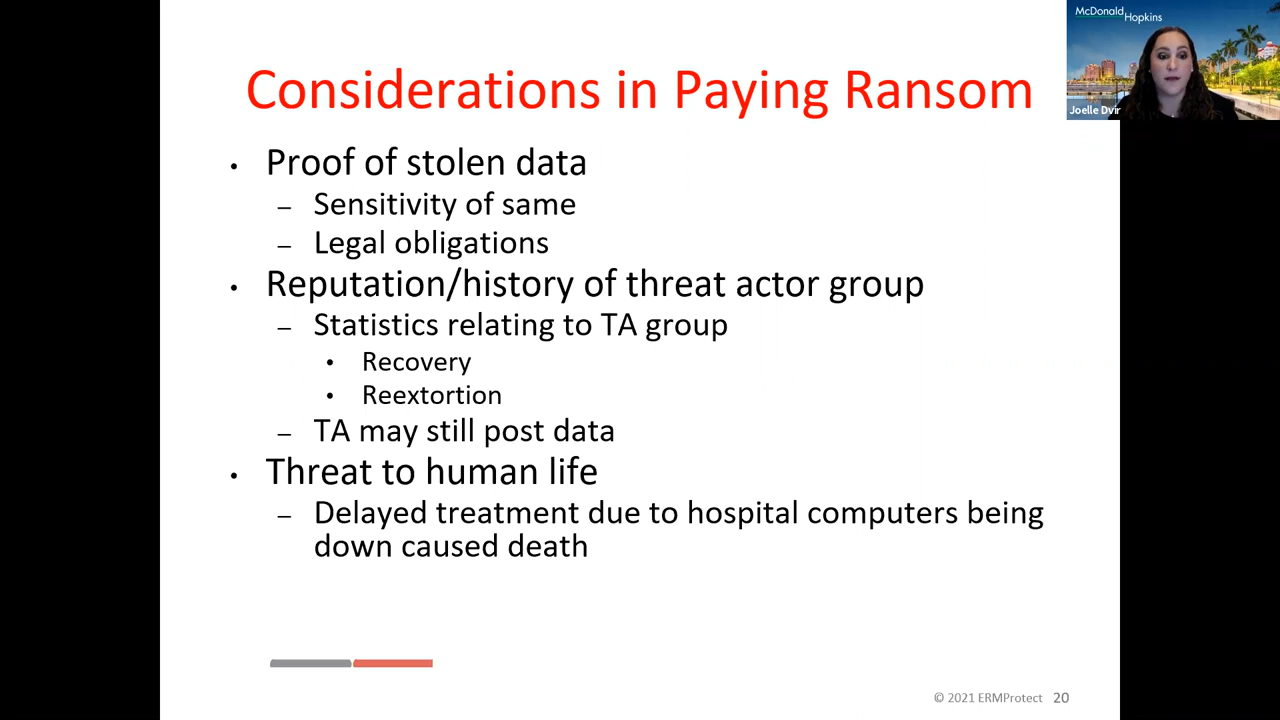 McDonald
Hopkins
Joelle Dvir
Considerations in Paying Ransom
• Proof of stolen data
– Sensitivity of same
– Legal obligations
• Reputation/history of threat actor group
– Statistics relating to TA group
• Recovery
• Reextortion
– TA may still post data
• Threat to human life
– Delayed treatment due to hospital computers being
down caused death
© 2021 ERMProtect 20